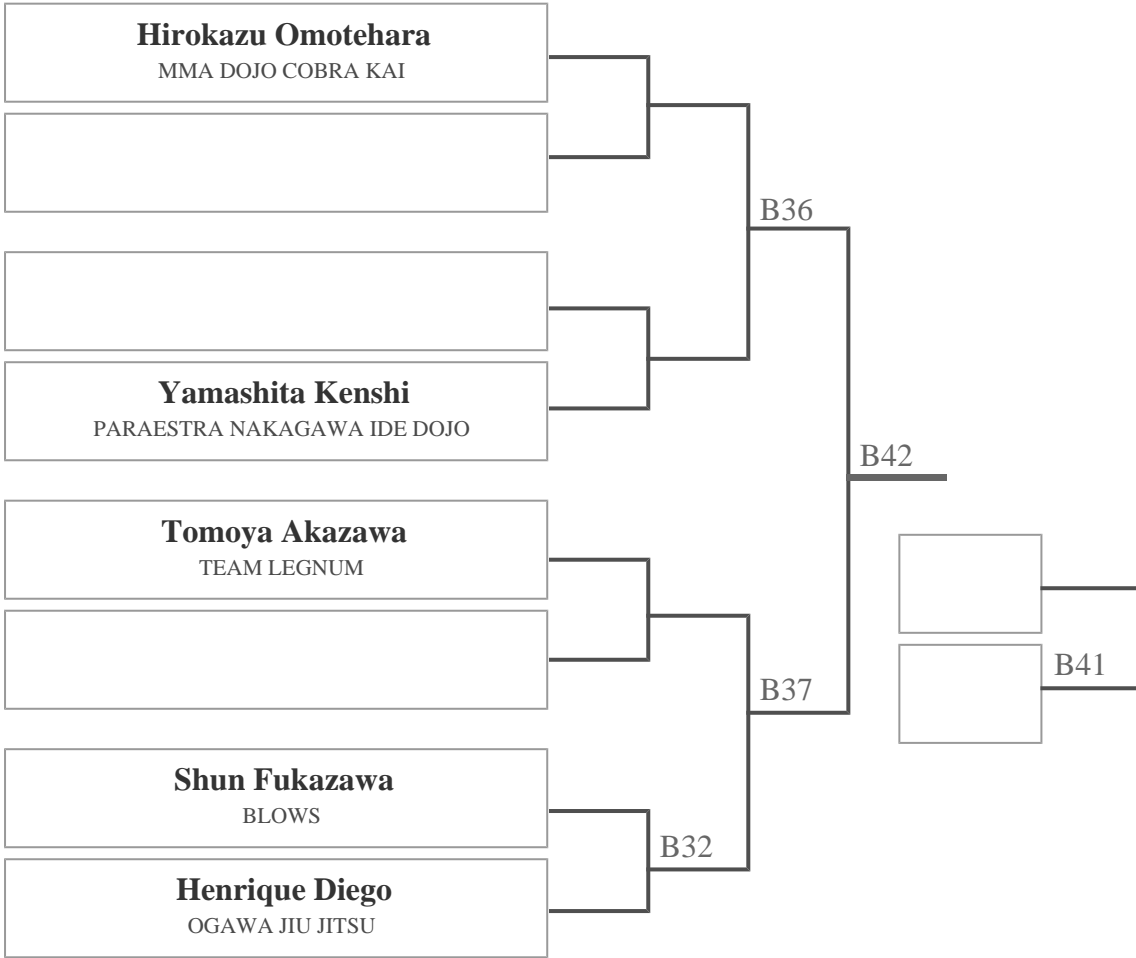 Hirokazu Omotehara
MMA DOJO COBRA KAI
B36
Yamashita Kenshi
PARAESTRA NAKAGAWA IDE DOJO
B42
Tomoya Akazawa
TEAM LEGNUM
B41
B37
Shun Fukazawa
BLOWS
B32
Henrique Diego
OGAWA JIU JITSU